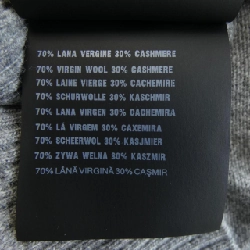 70% LANA VERGINE 30% CASHMERE
70% VIRGIN WOOL 30% CASHMERE
70% LAINE VIERGE 30% CACHEMIRE
70% SCHURWOLLE 30% KASCHMIR
70% LANA VIRGEN 30% CACHEMIRA
70% LÃ VIRGEM 30% CAXEMIRA
70% SCHEERWOL 30% KASJMIER
70% ZYWA WELNA 30% KASZMIR
70% LÂNĂ VIRGINĂ 30% CAŞMIR